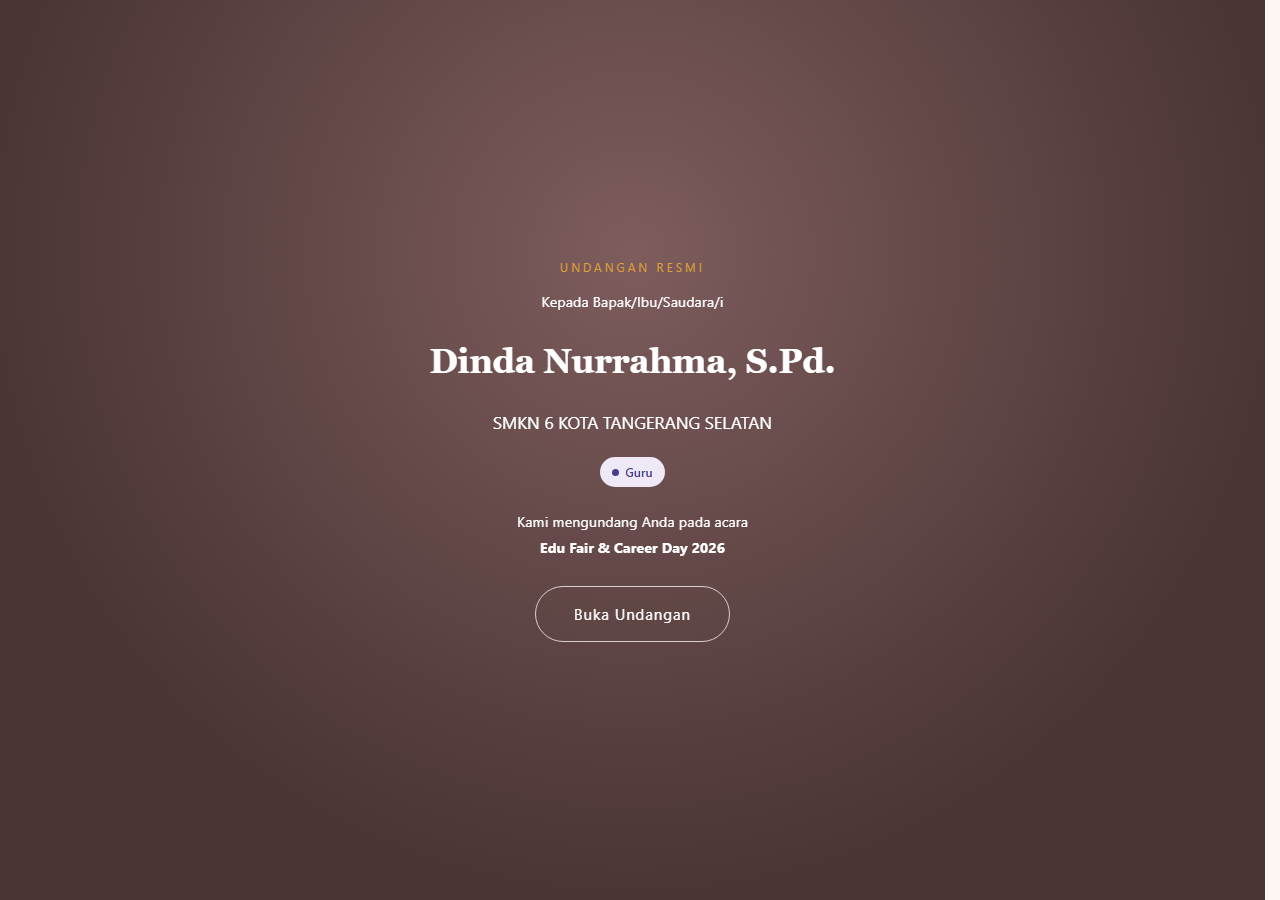 UNDANGAN RESMI
Kepada Bapak/Ibu/Saudara/i
Dinda Nurrahma, S.Pd.
SMKN 6 KOTA TANGERANG SELATAN
Guru
Kami mengundang Anda pada acara
Edu Fair & Career Day 2026
Buka Undangan